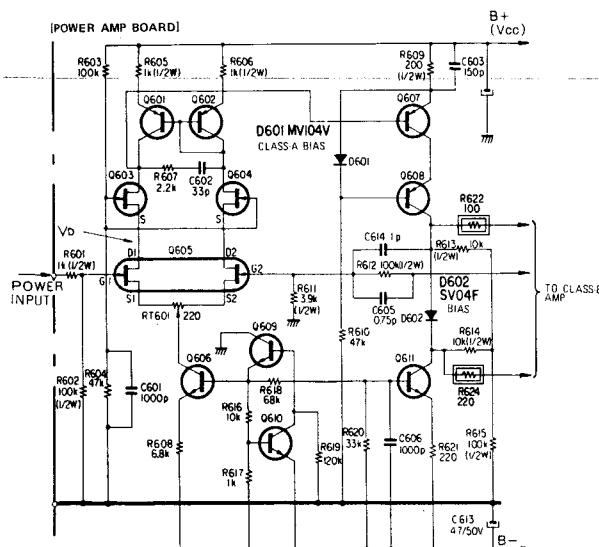 [POWER AMP BOARD]
B+
(Vcc)
R603
100k
R605
1k(1/2W)
R606
1k(1/2W)
R609
200
(1/2W)
C603
150p
Q601
Q602
Q607
D601 MV104V
CLASS-A BIAS
D601
R607
2.2k
C602
33p
Q603
Q604
Q608
S
S
R622
100
VD
C614 1p
R613
10k
(1/2W)
R601
1k(1/2W)
D1
Q605
D2
R612 100k(1/2W)
G1
G2
POWER
INPUT
S1
S2
R611
3.9k
(1/2W)
C605
0.75p
D602
SV04F
BIAS
D602
TO CLASS-B
AMP
RT601
220
R610
47k
Q609
R614
10k(1/2W)
Q606
Q611
R602
100k
(1/2W)
R604
47k
C601
1000p
R618
68k
R624
220
R616
10k
Q610
R608
6.8k
R619
120k
R620
33k
C606
1000p
R621
220
R615
100k
(1/2W)
R617
1k
C613
47/50V
B-